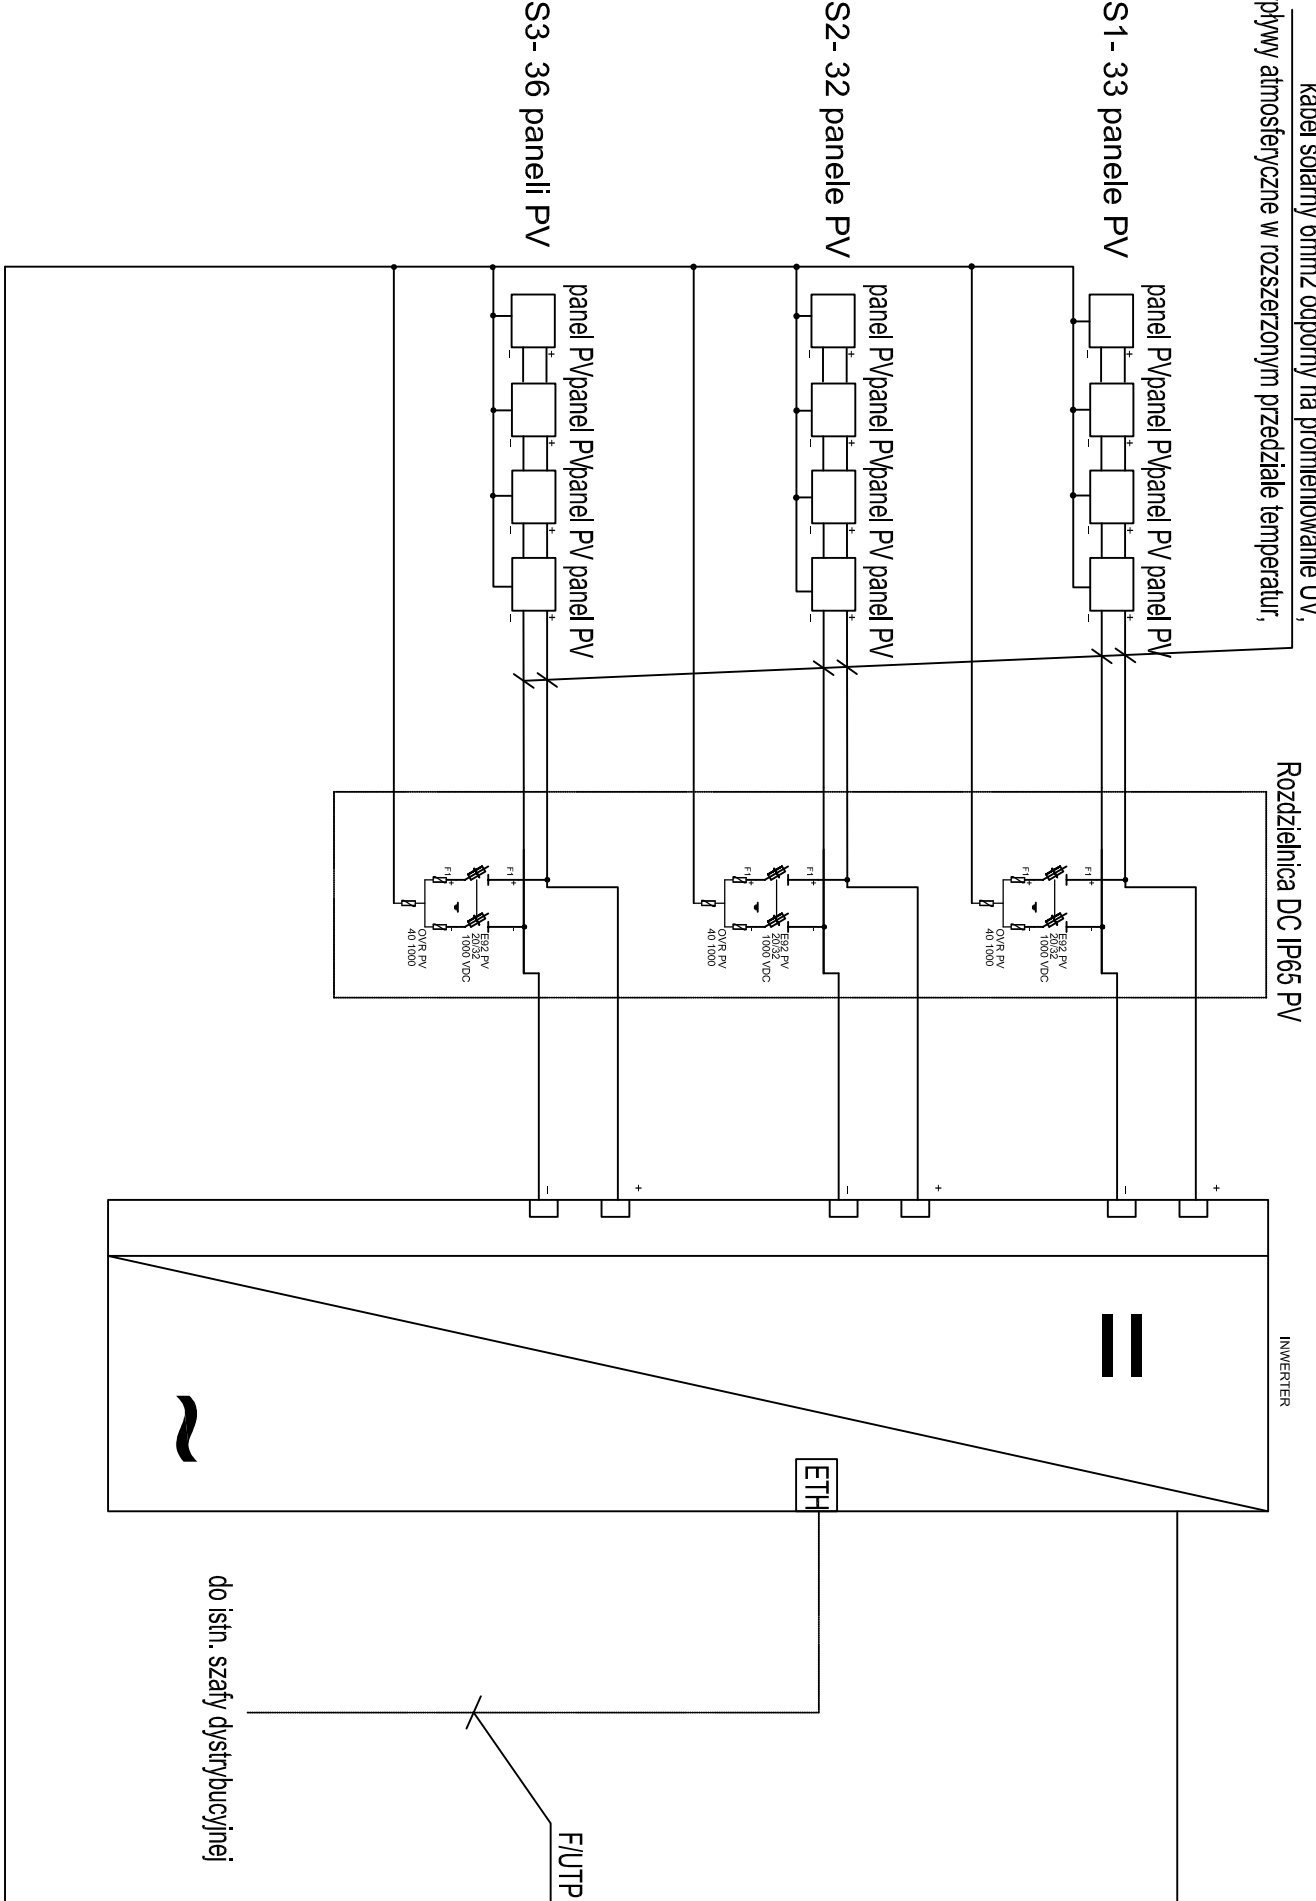 kabel solarny 6mm2 odporny na promieniowanie UV,
pływy atmosferyczne w rozszerzonym przedziale temperatur,
Rozdzielnica DC IP65 PV
INWERTER
S1- 33 panele PV
panel PV panel PV panel PV panel PV
+ − + − + − + −
F1 +
F1 +
-
-
E92 PV
20/32
1000 VDC
OVR PV
40 1000
+
−
=
S2- 32 panele PV
panel PV panel PV panel PV panel PV
+ − + − + − + −
F1 +
F1 +
-
-
E92 PV
20/32
1000 VDC
OVR PV
40 1000
+
−
ETH
S3- 36 paneli PV
panel PV panel PV panel PV panel PV
+ − + − + − + −
F1 +
F1 +
-
-
E92 PV
20/32
1000 VDC
OVR PV
40 1000
+
−
~
F/UTP
do istn. szafy dystrybucyjnej